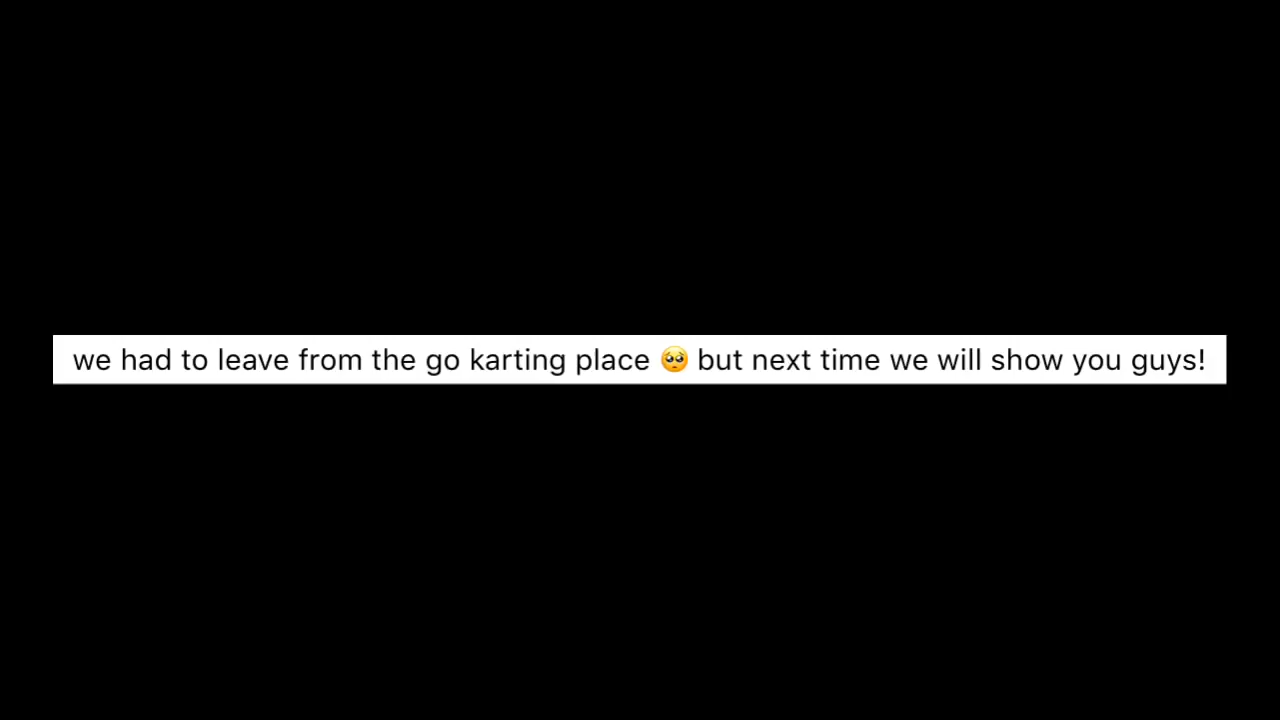 we had to leave from the go karting place 🥺 but next time we will show you guys!